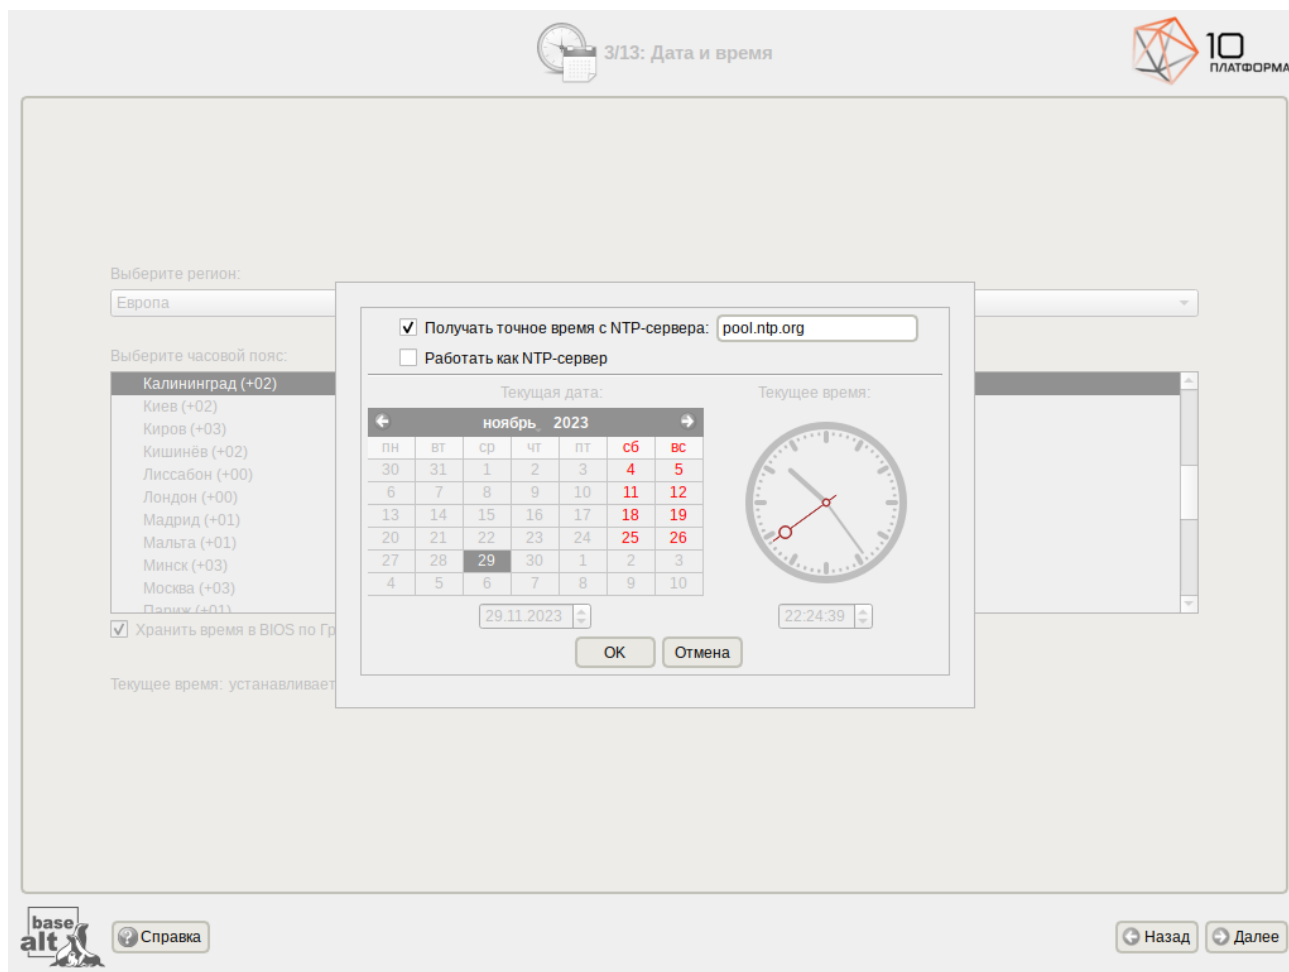 3/13: Дата и время
10
ПЛАТФОРМА
Выберите регион:
Европа
Выберите часовой пояс:
Калининград (+02)
Киев (+02)
Киров (+03)
Кишинёв (+02)
Лиссабон (+00)
Лондон (+00)
Мадрид (+01)
Мальта (+01)
Минск (+03)
Москва (+03)
Париж (+01)
Хранить время в BIOS по Гр
Текущее время: устанавливает
Получать точное время с NTP-сервера: pool.ntp.org
Работать как NTP-сервер
Текущая дата:
ноябрь, 2023
пн вт ср чт пт сб вс
30 31 1 2 3 4 5
6 7 8 9 10 11 12
13 14 15 16 17 18 19
20 21 22 23 24 25 26
27 28 29 30 1 2 3
4 5 6 7 8 9 10
29.11.2023
Текущее время:
22:24:39
OK Отмена
base
alt
Справка
Назад Далее